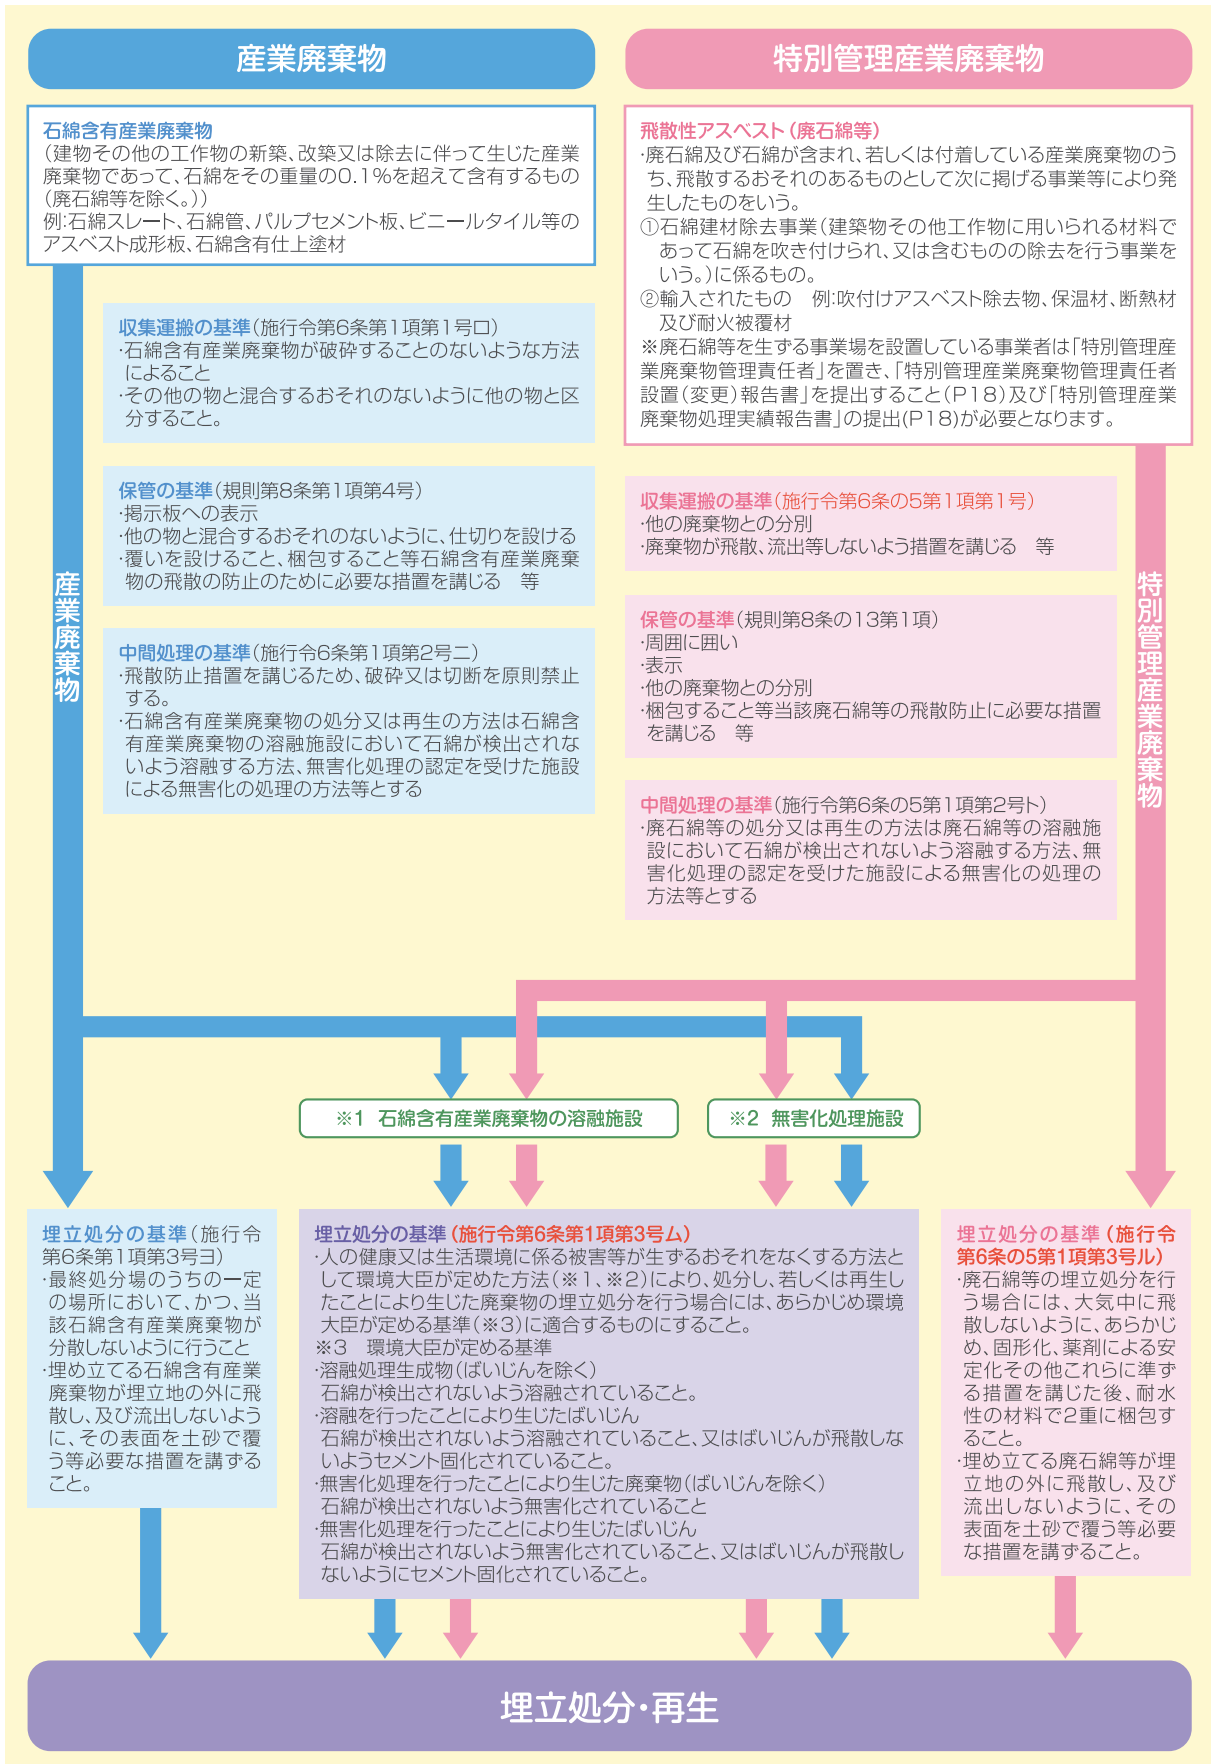 産業廃棄物
石綿含有産業廃棄物
(建物その他の工作物の新築、改築又は除去に伴って生じた産業
廃棄物であって、石綿をその重量の0.1%を超えて含有するもの
(廃石綿等を除く。))
例:石綿スレート、石綿管、パルプセメント板、ビニールタイル等の
アスベスト成形板、石綿含有仕上塗材
収集運搬の基準(施行令第6条第1項第1号ロ)
・石綿含有産業廃棄物が破砕することのないような方法
によること
・その他の物と混合するおそれのないように他の物と区
分すること。
保管の基準(規則第8条第1項第4号)
・掲示板への表示
・他の物と混合するおそれのないように、仕切りを設ける
・覆いを設けること、梱包すること等石綿含有産業廃棄
物の飛散の防止のために必要な措置を講じる 等
中間処理の基準(施行令6条第1項第2号ニ)
・飛散防止措置を講じるため、破砕又は切断を原則禁止
する。
・石綿含有産業廃棄物の処分又は再生の方法は石綿含
有産業廃棄物の溶融施設において石綿が検出されな
いよう溶融する方法、無害化処理の認定を受けた施設
による無害化の処理の方法等とする
産業廃棄物
特別管理産業廃棄物
飛散性アスベスト(廃石綿等)
・廃石綿及び石綿が含まれ、若しくは付着している産業廃棄物のう
ち、飛散するおそれのあるものとして次に掲げる事業等により発
生したものをいう。
①石綿建材除去事業(建築物その他工作物に用いられる材料で
あって石綿を吹き付けられ、又は含むものの除去を行う事業を
いう。)に係るもの。
②輸入されたもの 例:吹付けアスベスト除去物、保温材、断熱材
及び耐火被覆材
※廃石綿等を生ずる事業場を設置している事業者は「特別管理産
業廃棄物管理責任者」を置き、「特別管理産業廃棄物管理責任者
設置(変更)報告書」を提出すること(P18)及び「特別管理産業
廃棄物処理実績報告書」の提出(P18)が必要となります。
収集運搬の基準(施行令第6条の5第1項第1号)
・他の廃棄物との分別
・廃棄物が飛散、流出等しないよう措置を講じる 等
保管の基準(規則第8条の13第1項)
・周囲に囲い
・表示
・他の廃棄物との分別
・梱包すること等当該廃石綿等の飛散防止に必要な措置
を講じる 等
中間処理の基準(施行令第6条の5第1項第2号ト)
・廃石綿等の処分又は再生の方法は廃石綿等の溶融施
設において石綿が検出されないよう溶融する方法、無
害化処理の認定を受けた施設による無害化の処理の
方法等とする
特別管理産業廃棄物
※1 石綿含有産業廃棄物の溶融施設
※2 無害化処理施設
埋立処分の基準(施行令
第6条第1項第3号ヨ)
・最終処分場のうちの一定
の場所において、かつ、当
該石綿含有産業廃棄物が
分散しないように行うこと
・埋め立てる石綿含有産業
廃棄物が埋立地の外に飛
散し、及び流出しないよう
に、その表面を土砂で覆
う等必要な措置を講ずる
こと。
埋立処分の基準(施行令第6条第1項第3号ム)
・人の健康又は生活環境に係る被害等が生ずるおそれをなくする方法と
して環境大臣が定めた方法(※1、※2)により、処分し、若しくは再生し
たことにより生じた廃棄物の埋立処分を行う場合には、あらかじめ環境
大臣が定める基準(※3)に適合するものにすること。
※3 環境大臣が定める基準
・溶融処理生成物(ばいじんを除く)
石綿が検出されないよう溶融されていること。
・溶融を行ったことにより生じたばいじん
石綿が検出されないよう溶融されていること、又はばいじんが飛散しな
いようセメント固化されていること。
・無害化処理を行ったことにより生じた廃棄物(ばいじんを除く)
石綿が検出されないよう無害化されていること
・無害化処理を行ったことにより生じたばいじん
石綿が検出されないよう無害化されていること、又はばいじんが飛散し
ないようにセメント固化されていること。
埋立処分の基準(施行令
第6条の5第1項第3号ル)
・廃石綿等の埋立処分を行
う場合には、大気中に飛
散しないように、あらかじ
め、固形化、薬剤による安
定化その他これらに準ず
る措置を講じた後、耐水
性の材料で2重に梱包す
ること。
・埋め立てる廃石綿等が埋
立地の外に飛散し、及び
流出しないように、その
表面を土砂で覆う等必要
な措置を講ずること。
埋立処分・再生